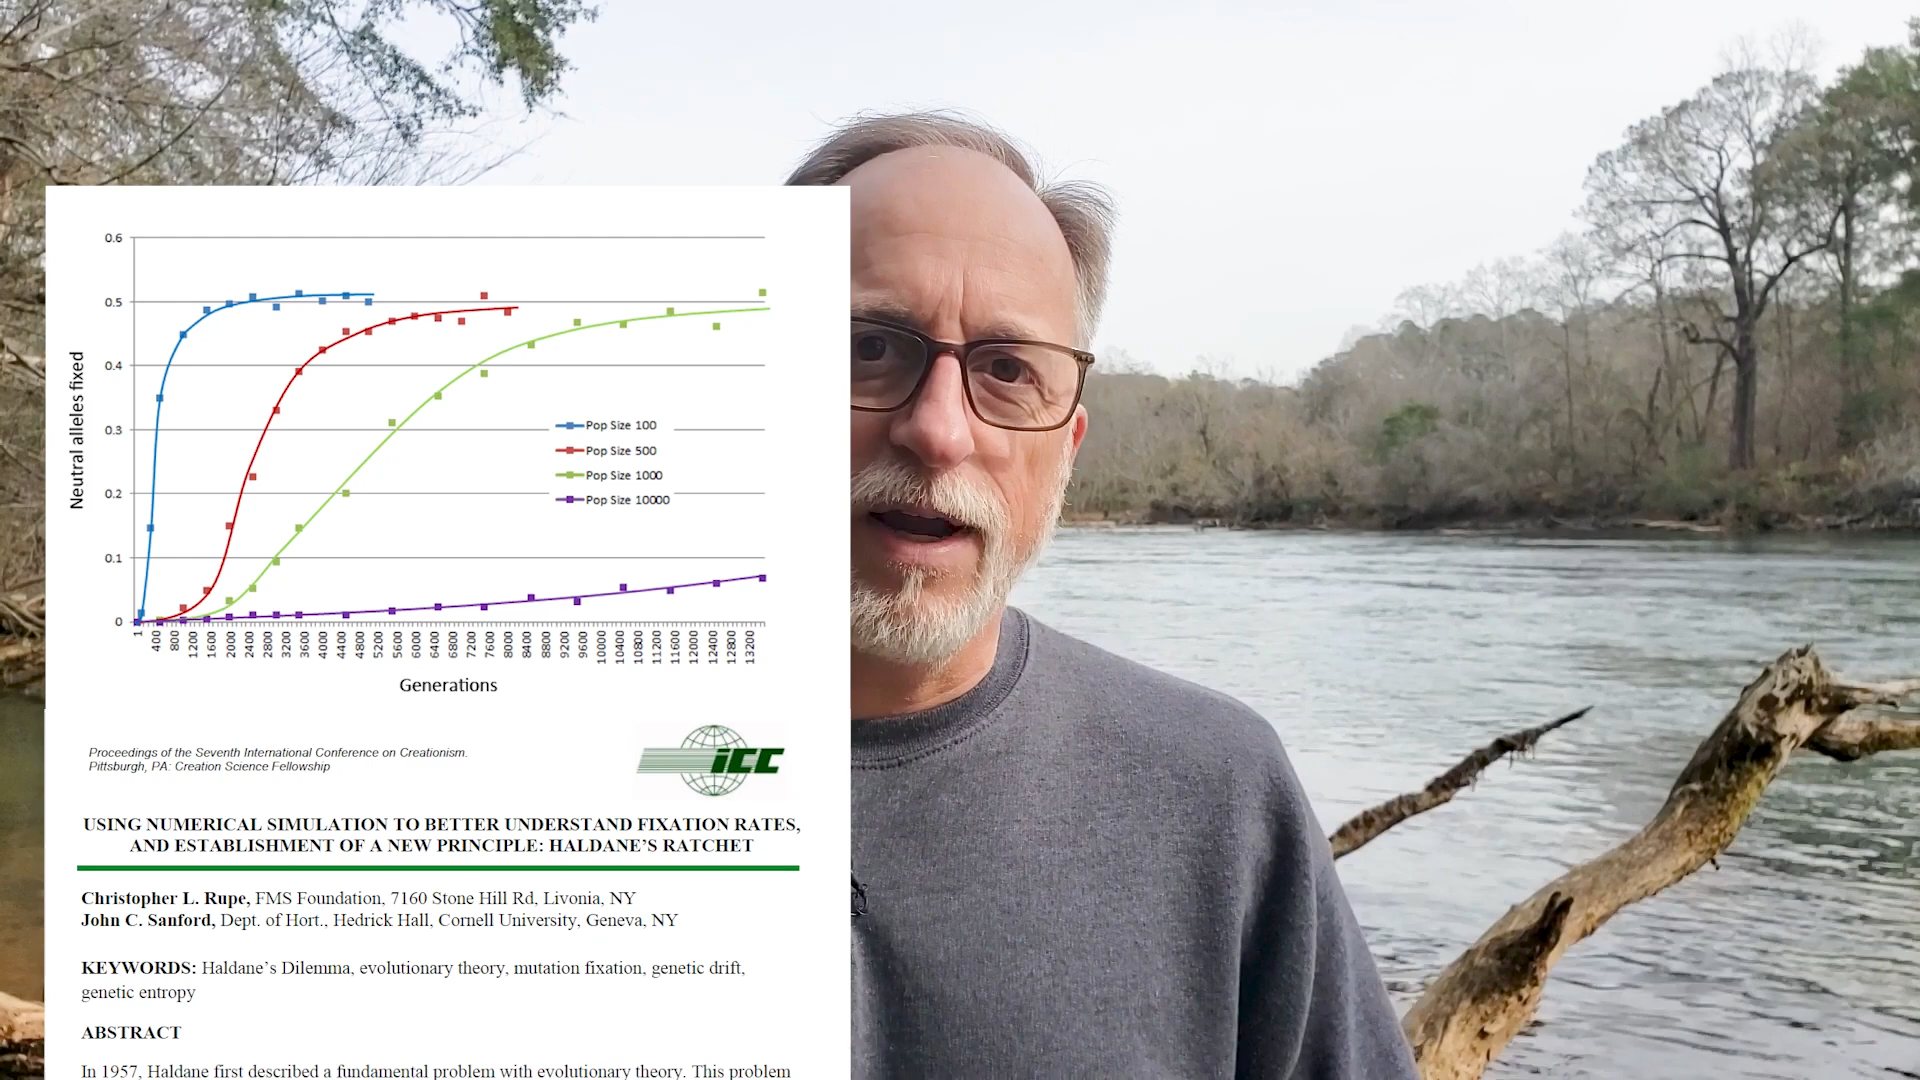 0.6
0.5
0.4
0.3
0.2
0.1
0
Neutral alleles fixed
Pop Size 100
Pop Size 500
Pop Size 1000
Pop Size 10000
1 400 800 1200 1600 2000 2400 2800 3200 3600 4000 4400 4800 5200 5600 6000 6400 6800 7200 7600 8000 8400 8800 9200 9600 10000 10400 10800 11200 11600 12000 12400 12800 13200
Generations
Proceedings of the Seventh International Conference on Creationism.
Pittsburgh, PA: Creation Science Fellowship
iCC
USING NUMERICAL SIMULATION TO BETTER UNDERSTAND FIXATION RATES,
AND ESTABLISHMENT OF A NEW PRINCIPLE: HALDANE'S RATCHET
Christopher L. Rupe, FMS Foundation, 7160 Stone Hill Rd, Livonia, NY
John C. Sanford, Dept. of Hort., Hedrick Hall, Cornell University, Geneva, NY
KEYWORDS: Haldane's Dilemma, evolutionary theory, mutation fixation, genetic drift,
genetic entropy
ABSTRACT
In 1957, Haldane first described a fundamental problem with evolutionary theory. This problem